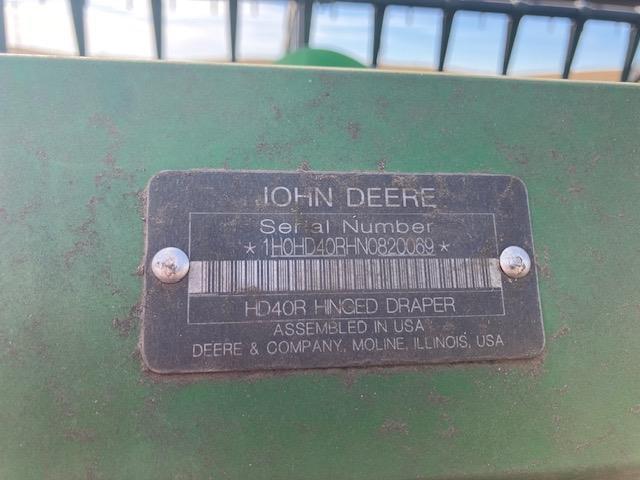 JOHN DEERE
Serial Number
*1H0HD40RHN0820069*
HD40R HINGED DRAPER
ASSEMBLED IN USA
DEERE & COMPANY, MOLINE, ILLINOIS, USA